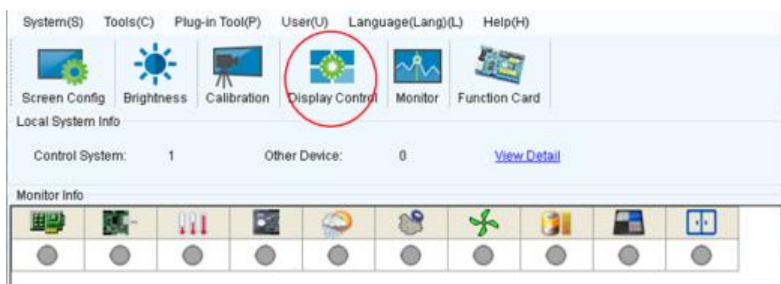 System(S) Tools(C) Plug-in Tool(P) User(U) Language(Lang)(L) Help(H)
Screen Config Brightness Calibration Display Control Monitor Function Card
Local System Info
Control System: 1 Other Device: 0 View Detail
Monitor Info